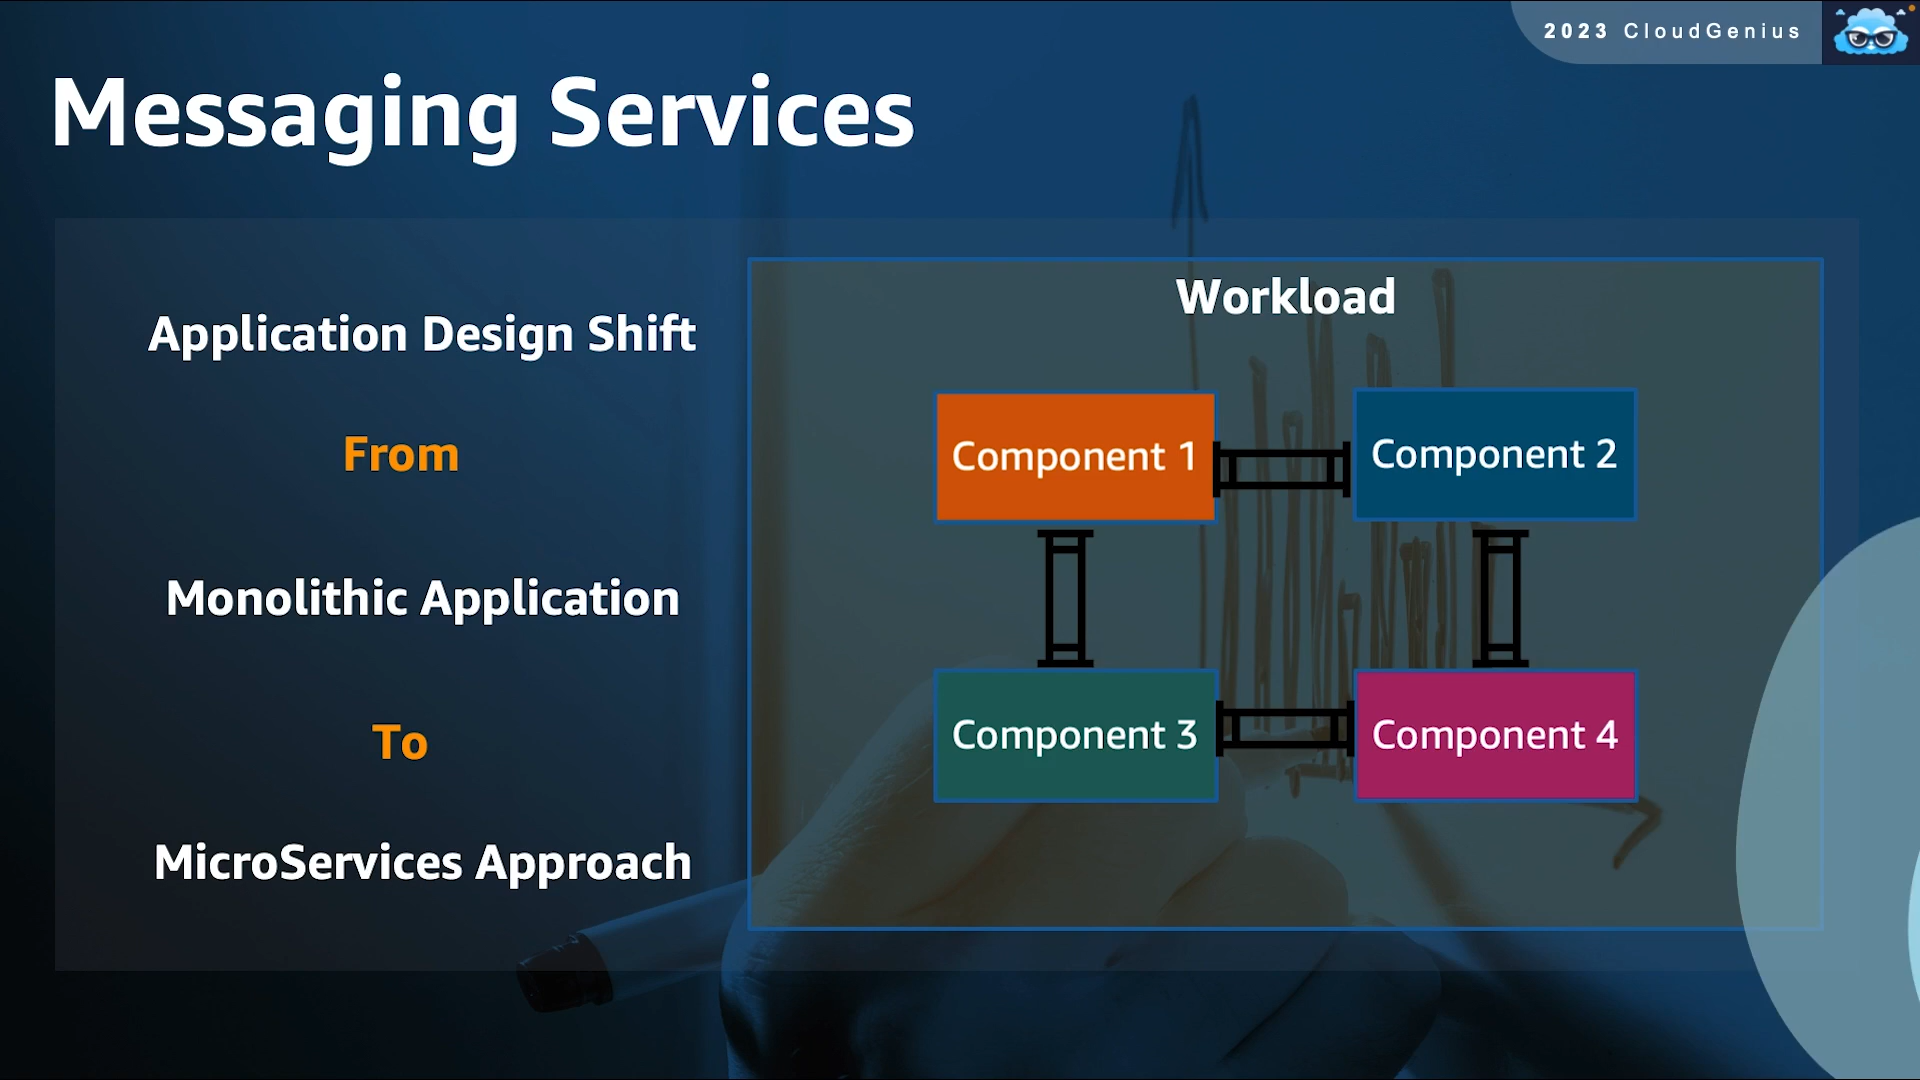 2023 CloudGenius
Messaging Services
Application Design Shift
From
Monolithic Application
To
MicroServices Approach
Workload
Component 1
Component 2
Component 3
Component 4